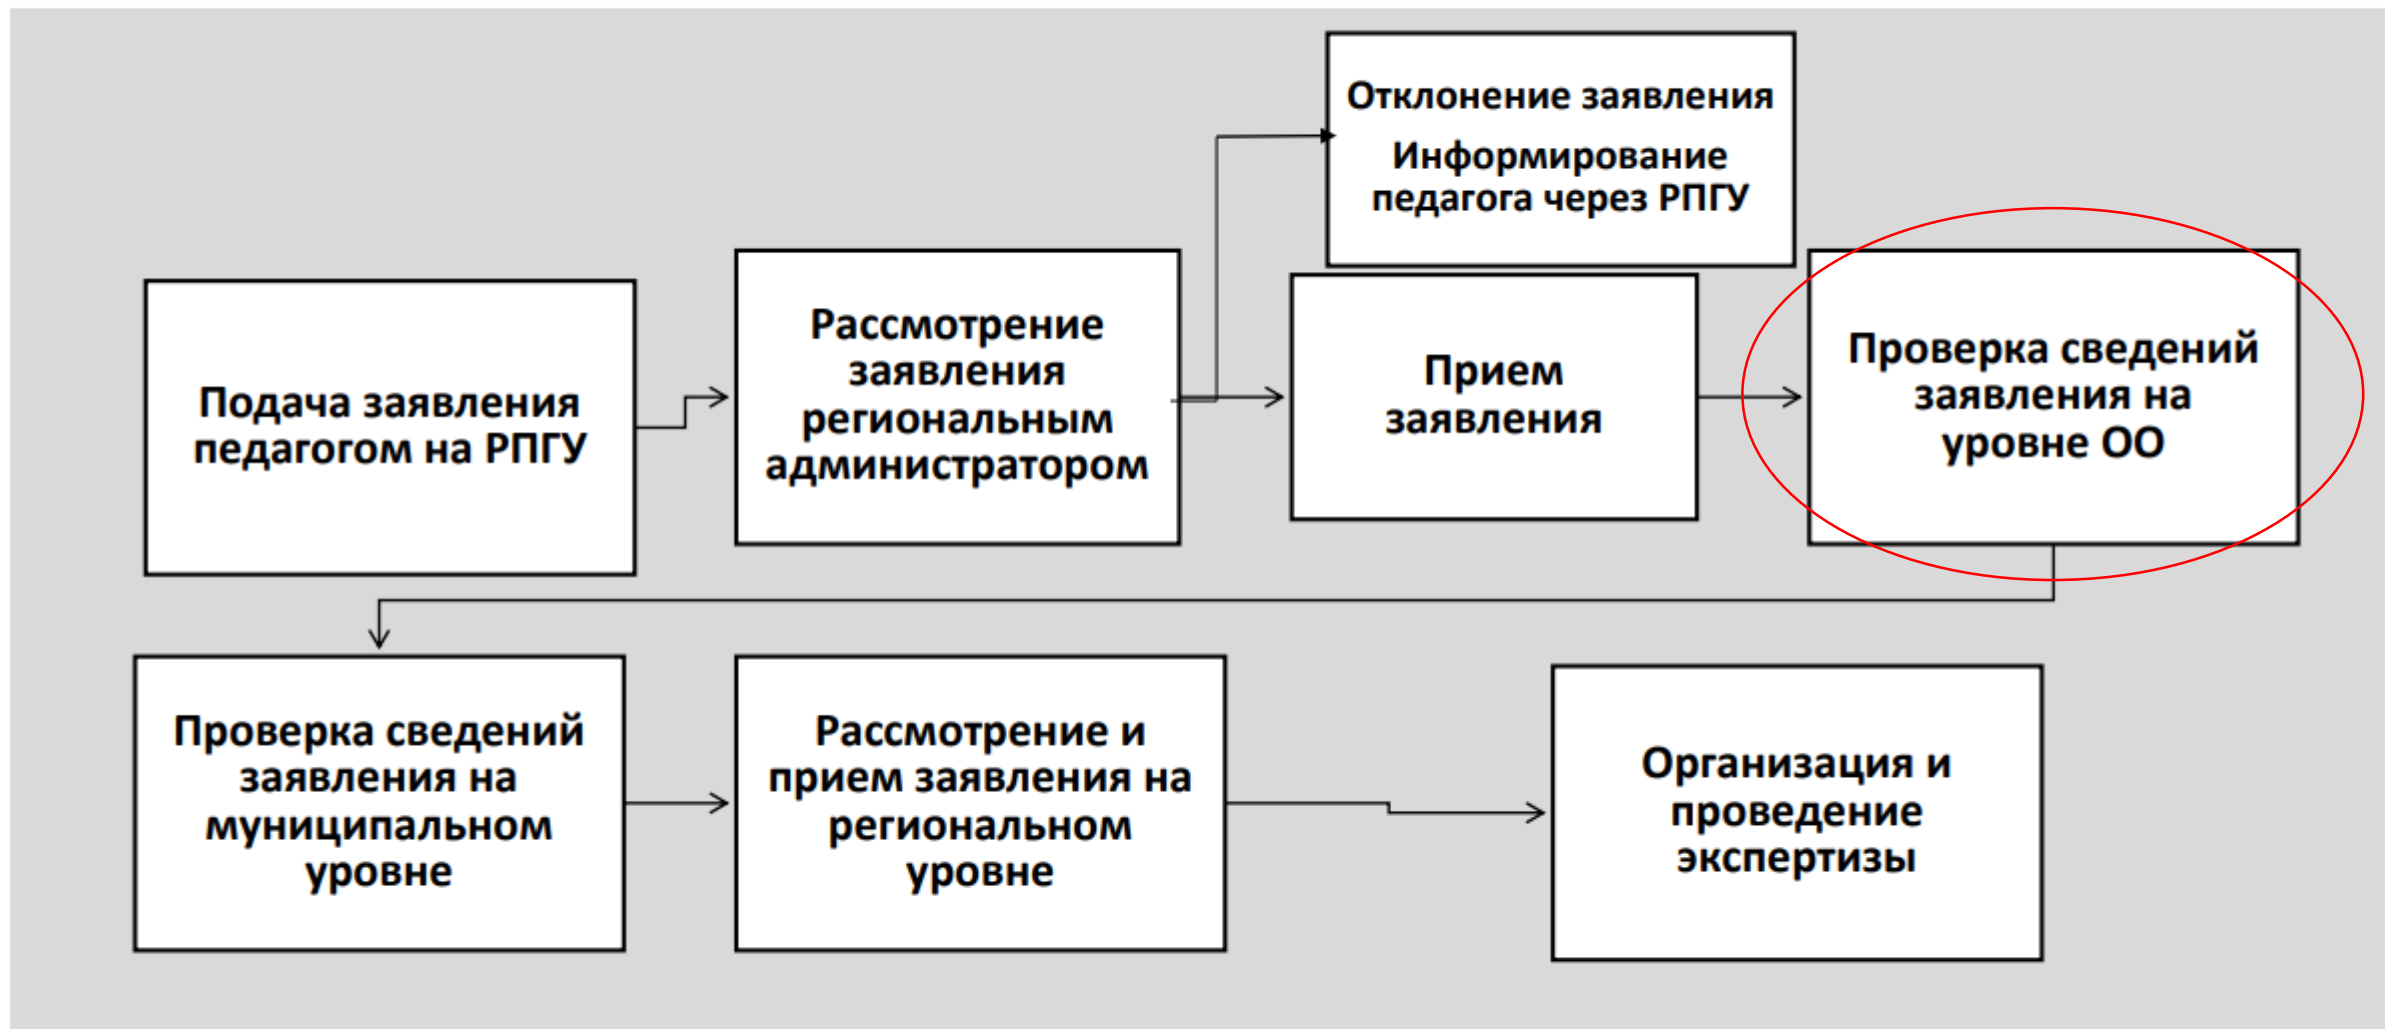 Отклонение заявления
Информирование
педагога через РПГУ
Подача заявления
педагогом на РПГУ
Рассмотрение
заявления
региональным
администратором
Прием
заявления
Проверка сведений
заявления на
уровне ОО
Проверка сведений
заявления на
муниципальном
уровне
Рассмотрение и
прием заявления на
региональном
уровне
Организация и
проведение
экспертизы